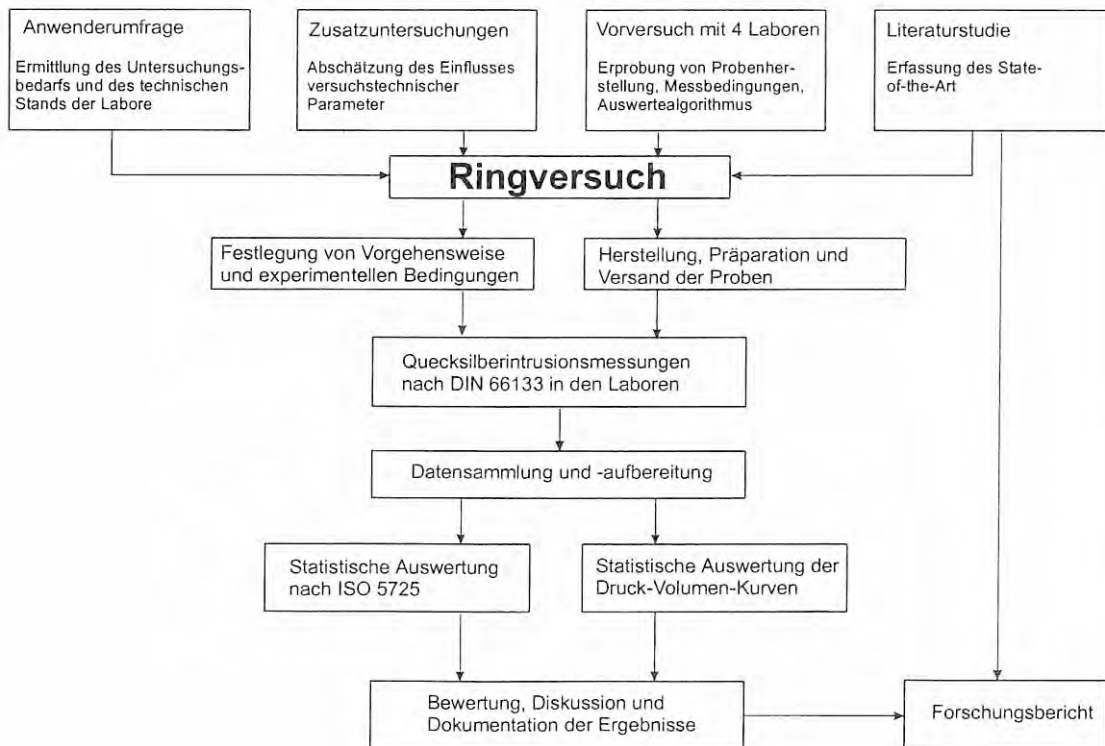 Anwenderumfrage
Ermittlung des Untersuchungs-
bedarfs und des technischen
Stands der Labore
Zusatzuntersuchungen
Abschätzung des Einflusses
versuchstechnischer
Parameter
Vorversuch mit 4 Laboren
Erprobung von Probenher-
stellung, Messbedingungen,
Auswertealgorithmus
Literaturstudie
Erfassung des State-
of-the-Art
Ringversuch
Festlegung von Vorgehensweise
und experimentellen Bedingungen
Herstellung, Präparation und
Versand der Proben
Quecksilberintrusionsmessungen
nach DIN 66133 in den Laboren
Datensammlung und -aufbereitung
Statistische Auswertung
nach ISO 5725
Statistische Auswertung der
Druck-Volumen-Kurven
Bewertung, Diskussion und
Dokumentation der Ergebnisse
Forschungsbericht